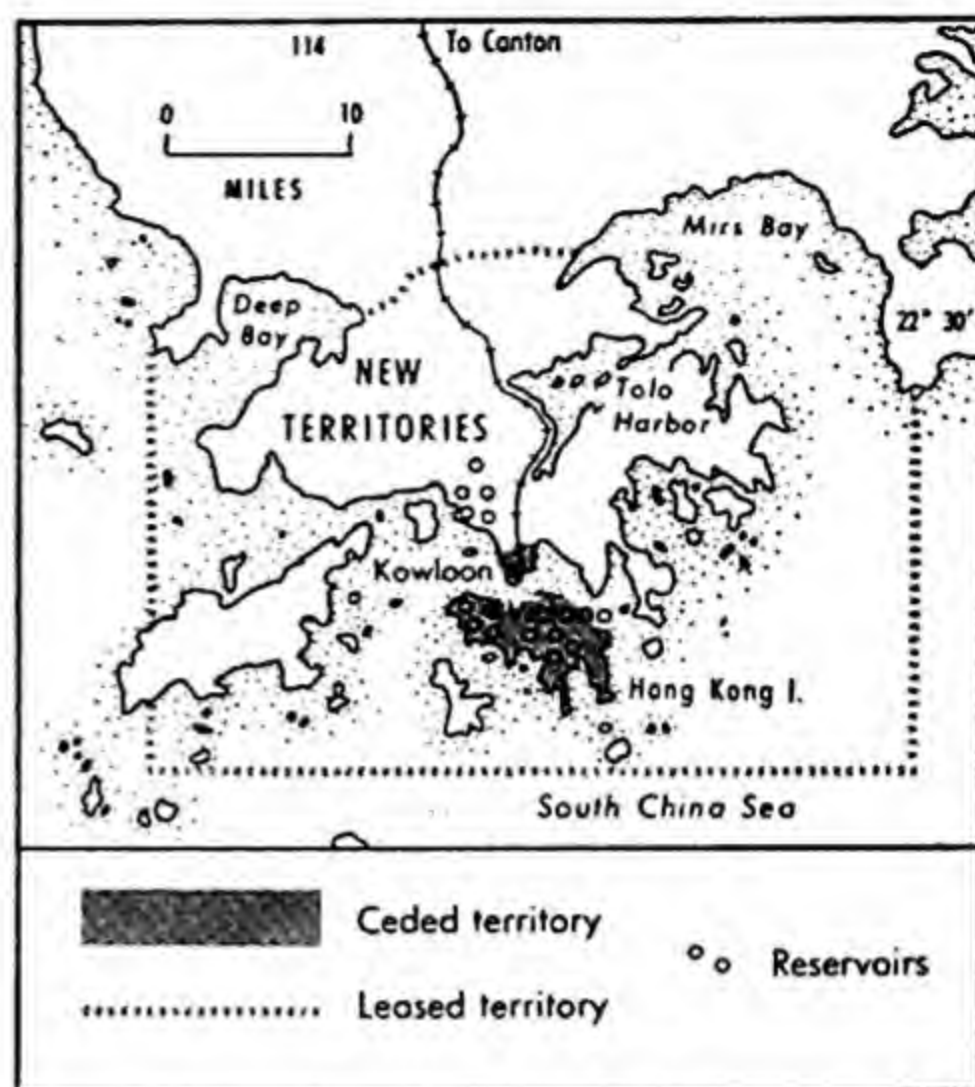 114
To Canton
0 10
MILES
Mirs Bay
Deep
Bay
22° 30'
NEW
TERRITORIES
Tolo
Harbor
Kowloon
Hong Kong I.
South China Sea
Ceded territory
Reservoirs
Leased territory